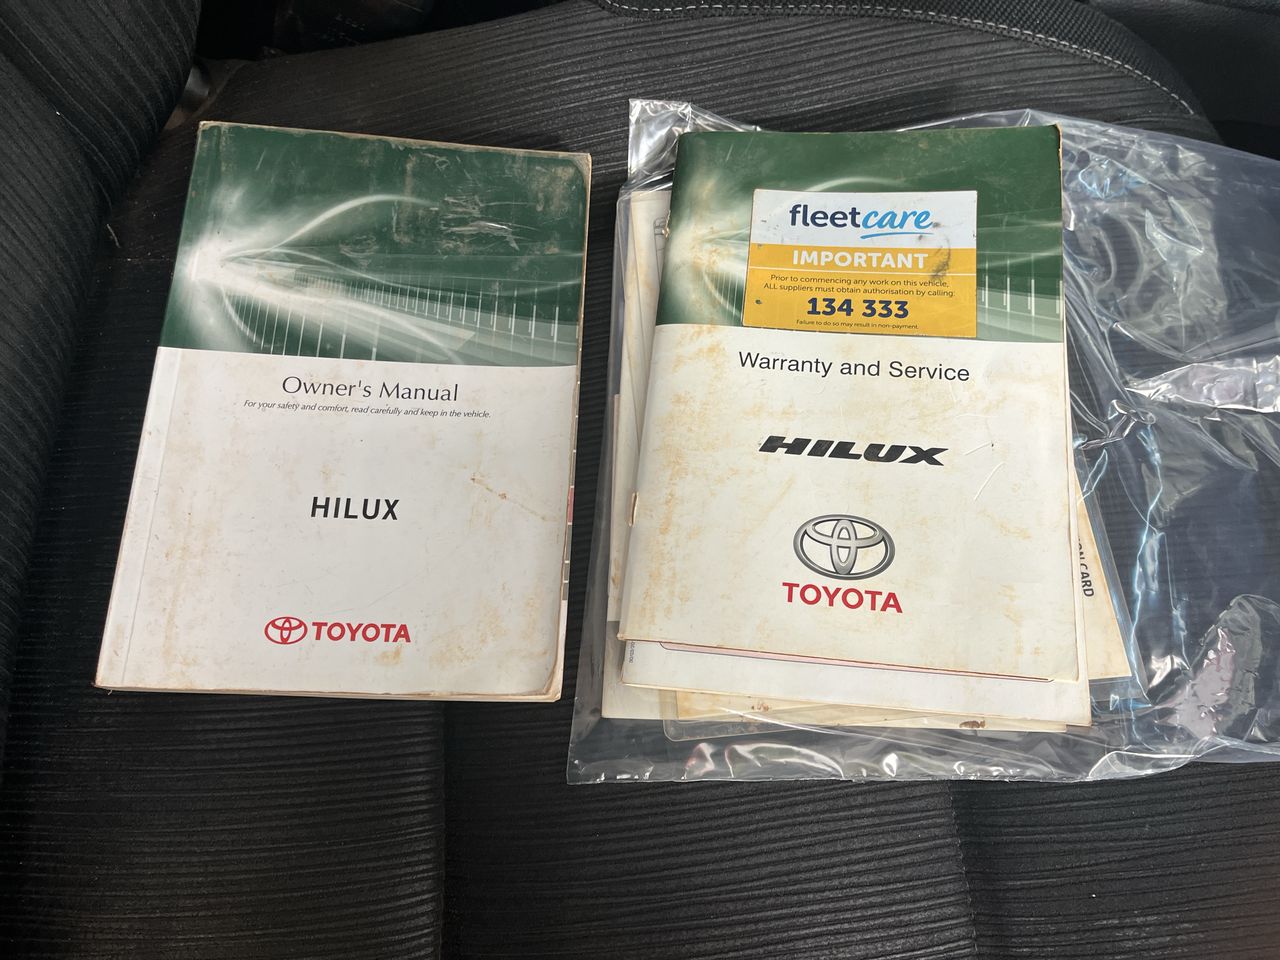 Owner's Manual
For your safety and comfort, read carefully and keep in the vehicle.
HILUX
TOYOTA
fleetcare
IMPORTANT
Prior to commencing any work on this vehicle,
ALL suppliers must obtain authorisation by calling:
134 333
Failure to do so may result in non-payment.
Warranty and Service
HILUX
TOYOTA
CARD